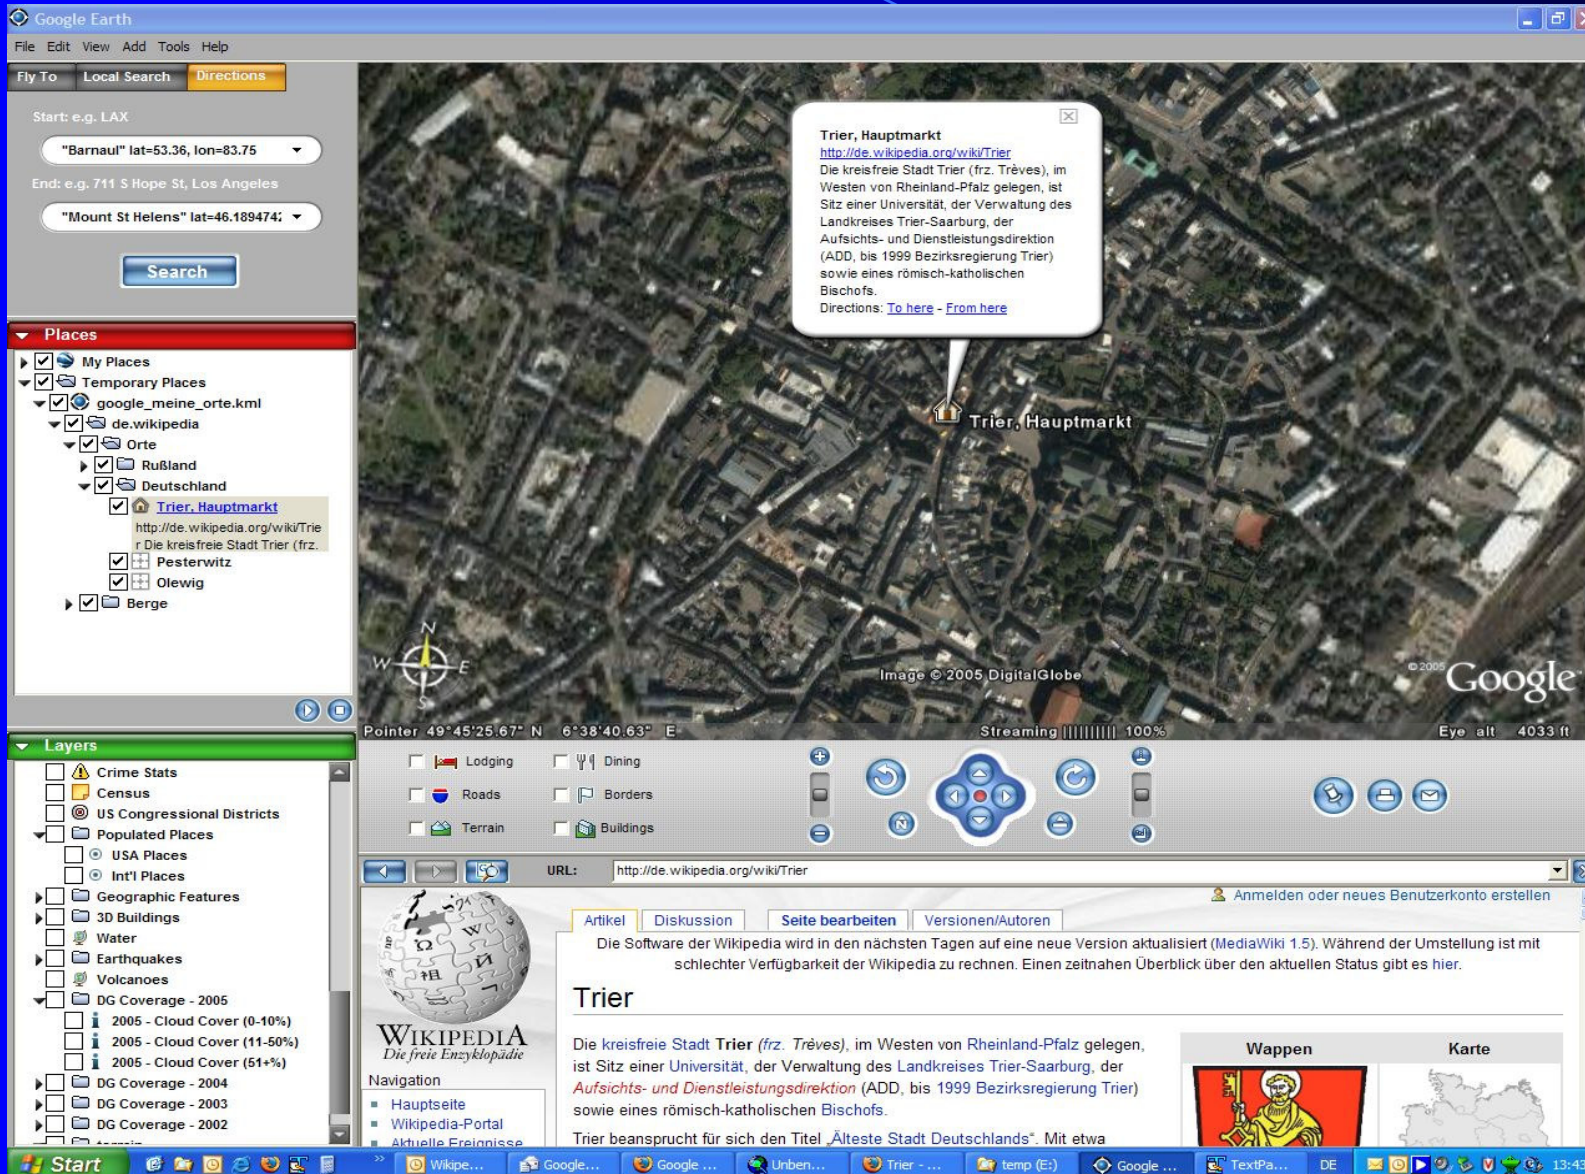 Google Earth
File Edit View Add Tools Help
Fly To Local Search Directions
Start: e.g. LAX
"Barnaul" lat=53.36, lon=83.75
End: e.g. 711 S Hope St, Los Angeles
"Mount St Helens" lat=46.1894742
Search
Places
My Places
Temporary Places
google_meine_orte.kml
de.wikipedia
Orte
Rußland
Deutschland
Trier, Hauptmarkt
http://de.wikipedia.org/wiki/Trie
r Die kreisfreie Stadt Trier (frz.
Pesterwitz
Olewig
Berge
Layers
Crime Stats
Census
US Congressional Districts
Populated Places
USA Places
Int'l Places
Geographic Features
3D Buildings
Water
Earthquakes
Volcanoes
DG Coverage - 2005
2005 - Cloud Cover (0-10%)
2005 - Cloud Cover (11-50%)
2005 - Cloud Cover (51+%)
DG Coverage - 2004
DG Coverage - 2003
DG Coverage - 2002
Trier, Hauptmarkt
http://de.wikipedia.org/wiki/Trier
Die kreisfreie Stadt Trier (frz. Trèves), im
Westen von Rheinland-Pfalz gelegen, ist
Sitz einer Universität, der Verwaltung des
Landkreises Trier-Saarburg, der
Aufsichts- und Dienstleistungsdirektion
(ADD, bis 1999 Bezirksregierung Trier)
sowie eines römisch-katholischen
Bischofs.
Directions: To here - From here
Trier, Hauptmarkt
N
W E
S
Image © 2005 DigitalGlobe
©2005 Google
Pointer 49°45'25.67" N 6°38'40.63" E Streaming |||||||||| 100% Eye alt 4033 ft
Lodging Dining
Roads Borders
Terrain Buildings
N
URL: http://de.wikipedia.org/wiki/Trier
Anmelden oder neues Benutzerkonto erstellen
Artikel Diskussion Seite bearbeiten Versionen/Autoren
Die Software der Wikipedia wird in den nächsten Tagen auf eine neue Version aktualisiert (MediaWiki 1.5). Während der Umstellung ist mit
schlechter Verfügbarkeit der Wikipedia zu rechnen. Einen zeitnahen Überblick über den aktuellen Status gibt es hier.
WIKIPEDIA
Die freie Enzyklopädie
Navigation
Hauptseite
Wikipedia-Portal
Aktuelle Ereignisse
Trier
Die kreisfreie Stadt Trier (frz. Trèves), im Westen von Rheinland-Pfalz gelegen,
ist Sitz einer Universität, der Verwaltung des Landkreises Trier-Saarburg, der
Aufsichts- und Dienstleistungsdirektion (ADD, bis 1999 Bezirksregierung Trier)
sowie eines römisch-katholischen Bischofs.
Trier beansprucht für sich den Titel „Älteste Stadt Deutschlands“. Mit etwa
Wappen Karte
Start Wikipe... Google... Google ... Unben... Trier - ... temp (E:) Google ... TextPa... DE